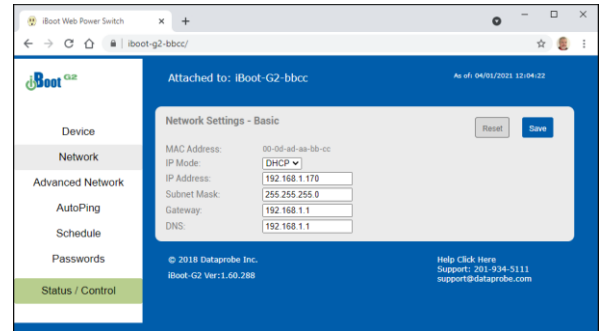 iBoot Web Power Switch
iboot-g2-bbcc/
iBoot G2
Attached to: iBoot-G2-bbcc
As of: 04/01/2021 12:04:22
Device
Network
Advanced Network
AutoPing
Schedule
Passwords
Status / Control
Network Settings - Basic
Reset
Save
MAC Address: 00-0d-ad-aa-bb-cc
IP Mode: DHCP
IP Address: 192.168.1.170
Subnet Mask: 255.255.255.0
Gateway: 192.168.1.1
DNS: 192.168.1.1
© 2018 Dataprobe Inc.
iBoot-G2 Ver:1.60.288
Help Click Here
Support: 201-934-5111
support@dataprobe.com